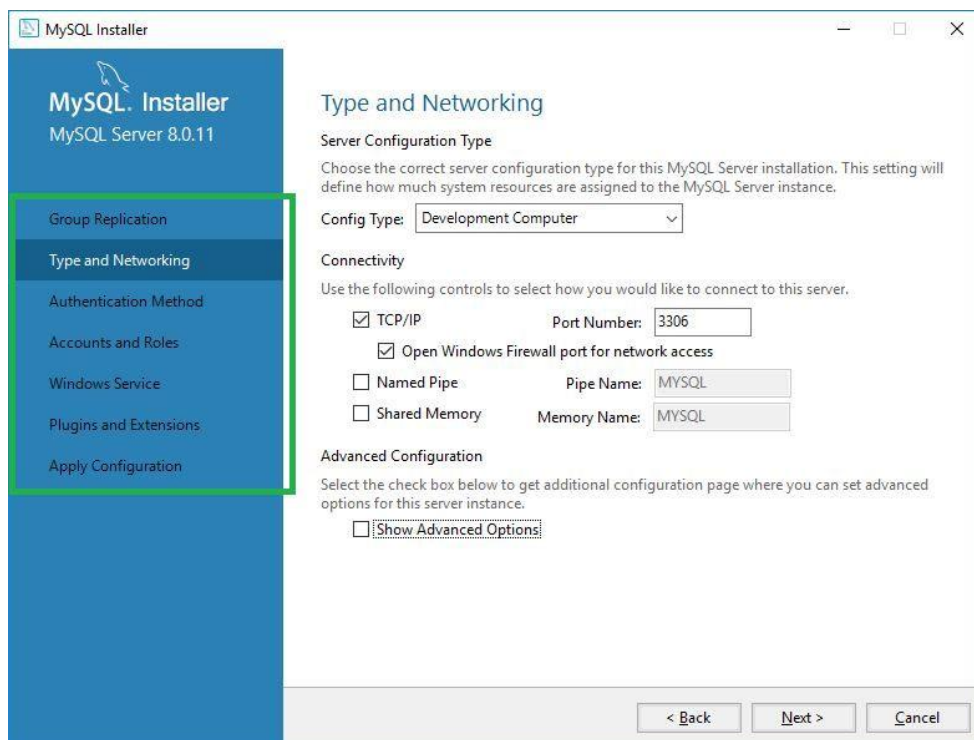 MySQL Installer
MySQL. Installer
MySQL Server 8.0.11
Group Replication
Type and Networking
Authentication Method
Accounts and Roles
Windows Service
Plugins and Extensions
Apply Configuration
Type and Networking
Server Configuration Type
Choose the correct server configuration type for this MySQL Server installation. This setting will
define how much system resources are assigned to the MySQL Server instance.
Config Type: Development Computer
Connectivity
Use the following controls to select how you would like to connect to this server.
TCP/IP Port Number: 3306
Open Windows Firewall port for network access
Named Pipe Pipe Name: MYSQL
Shared Memory Memory Name: MYSQL
Advanced Configuration
Select the check box below to get additional configuration page where you can set advanced
options for this server instance.
Show Advanced Options
< Back Next > Cancel